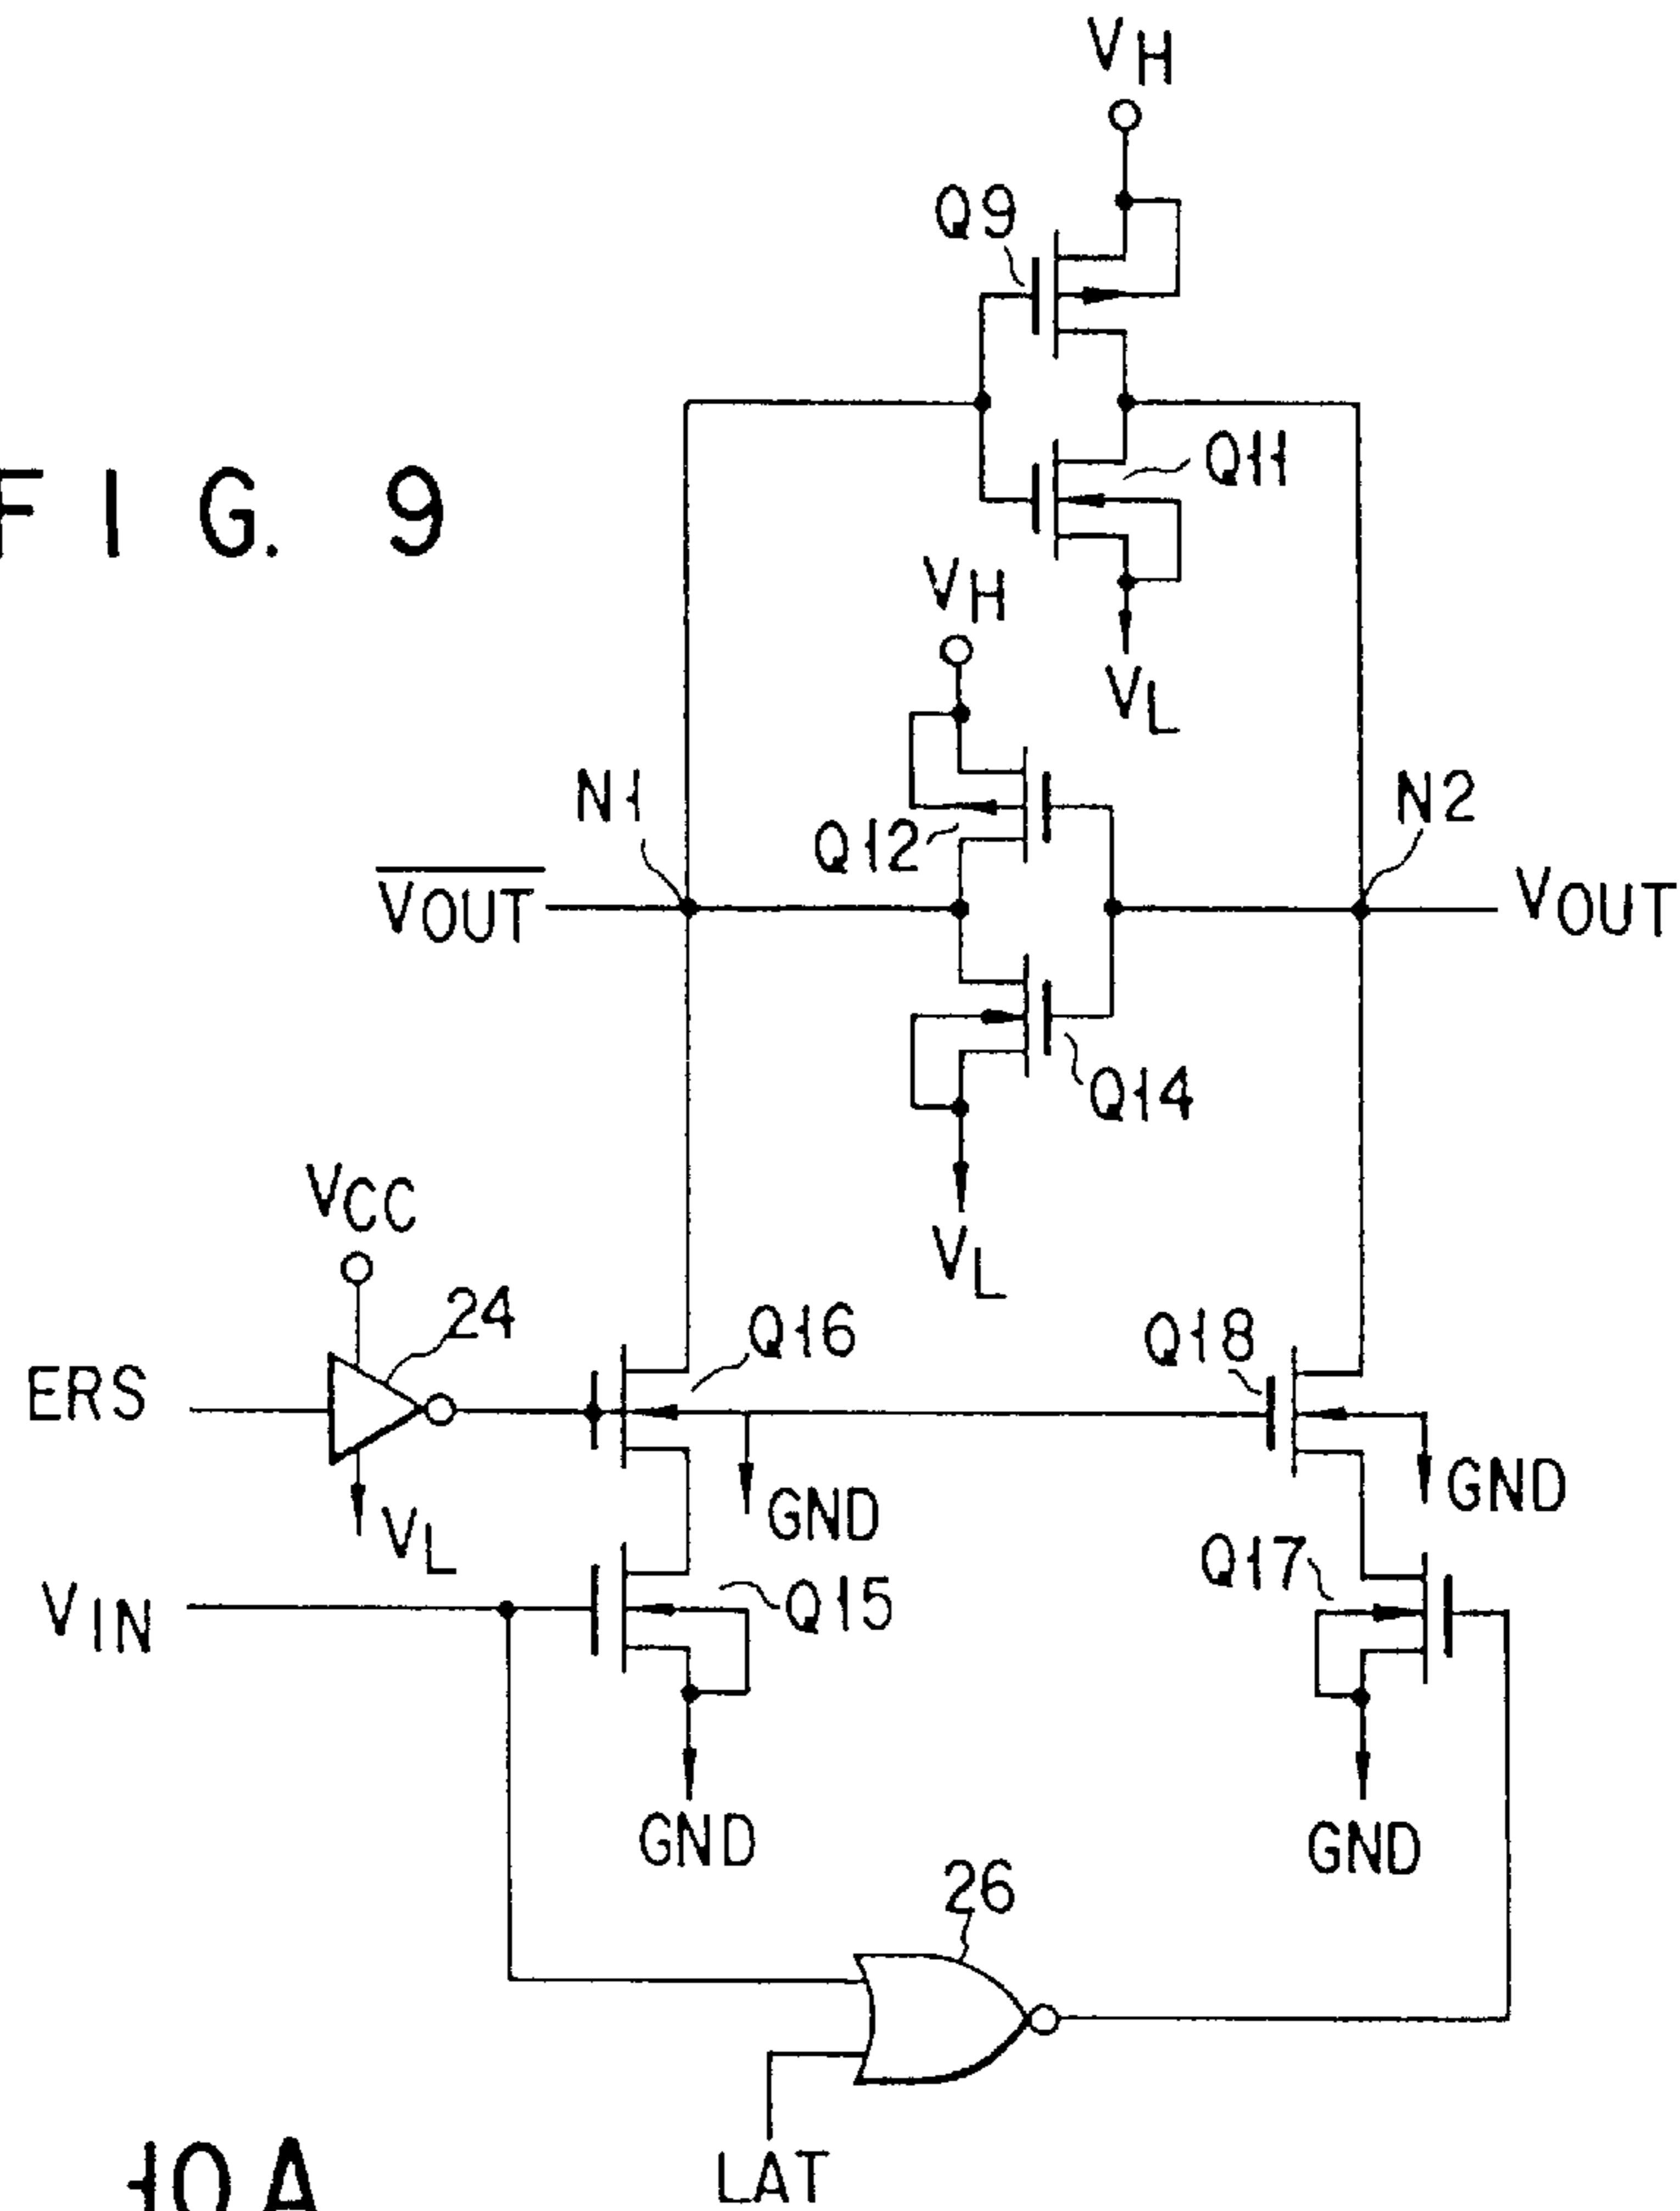 VH
Q9
Q11
FIG. 9
VH
VL
N1
N2
Q12
VOUT
VOUT
Q14
VL
VCC
24
Q16
Q18
ERS
GND
GND
VL
Q17
VIN
Q15
GND
GND
26
LAT
10A